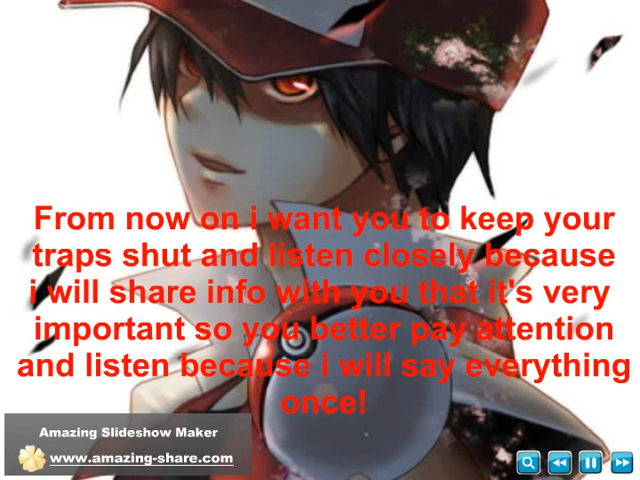 From now on i want you to keep your
traps shut and listen closely because
i will share info with you that it's very
important so you better pay attention
and listen because i will say everything
once!
Amazing Slideshow Maker
www.amazing-share.com